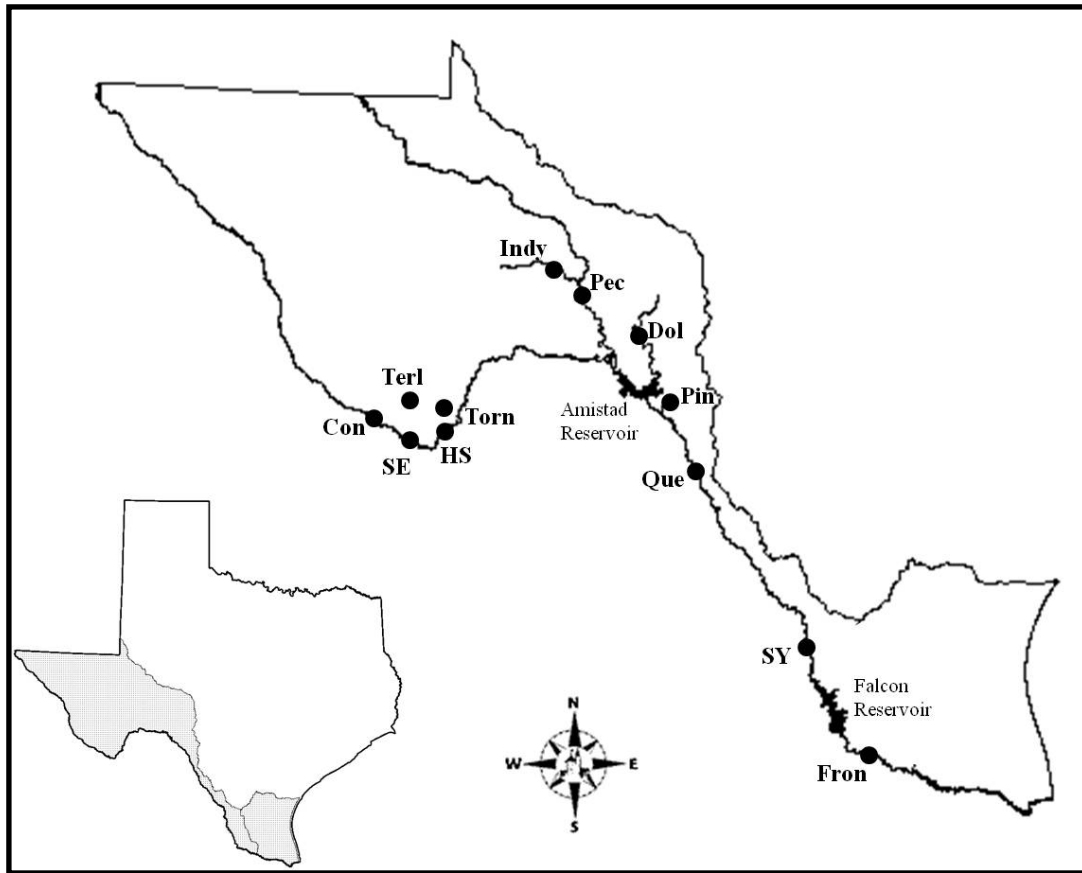 Indy
Pec
Dol
Terl
Pin
Con
Torn
Amistad
Reservoir
SE
HS
Que
SY
Falcon
Reservoir
N
W
E
S
Fron